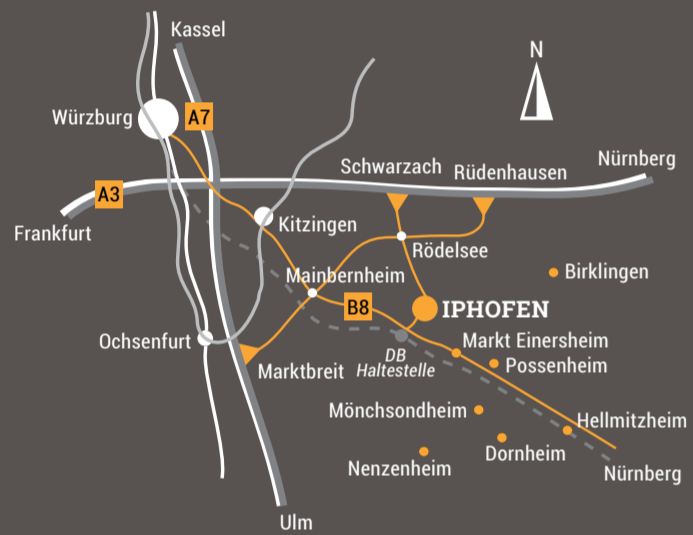 Kassel
N
Würzburg
A7
Schwarzach
Rüdenhausen
Nürnberg
A3
Frankfurt
Kitzingen
Rödelsee
Mainbernheim
Birklingen
B8
IPHOFEN
Ochsenfurt
Markt Einersheim
DB
Haltestelle
Possenheim
Marktbreit
Mönchsondheim
Hellmitzheim
Dornheim
Nenzenheim
Nürnberg
Ulm